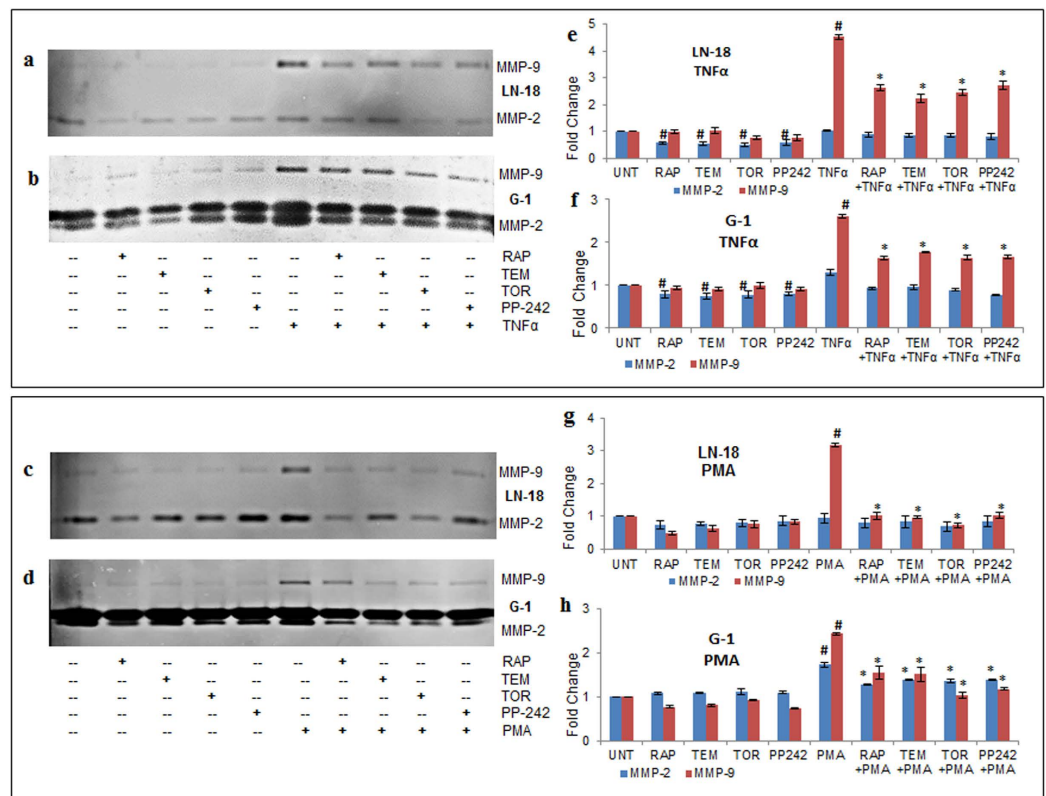 a
MMP-9
LN-18
MMP-2
b
MMP-9
G-1
MMP-2
-- + -- -- -- -- + -- -- -- RAP
-- -- + -- -- -- -- + -- -- TEM
-- -- -- + -- -- -- -- + -- TOR
-- -- -- -- + -- -- -- -- + PP-242
-- -- -- -- -- + + + + + TNFα
e
LN-18
TNFα
Fold Change
5
4
3
2
1
0
# # # # # * * * *
UNT RAP TEM TOR PP242 TNFα RAP TEM TOR PP242
+TNFα +TNFα +TNFα +TNFα
MMP-2 MMP-9
f
G-1
TNFα
Fold Change
3
2
1
0
# # # # # * * * *
UNT RAP TEM TOR PP242 TNFα RAP TEM TOR PP242
+TNFα +TNFα +TNFα +TNFα
MMP-2 MMP-9
c
MMP-9
LN-18
MMP-2
d
MMP-9
G-1
MMP-2
-- + -- -- -- -- + -- -- -- RAP
-- -- + -- -- -- -- + -- -- TEM
-- -- -- + -- -- -- -- + -- TOR
-- -- -- -- + -- -- -- -- + PP-242
-- -- -- -- -- + + + + + PMA
g
LN-18
PMA
Fold Change
4
3
2
1
0
# * * * *
UNT RAP TEM TOR PP242 PMA RAP TEM TOR PP242
+PMA +PMA +PMA +PMA
MMP-2 MMP-9
h
G-1
PMA
Fold Change
3
2
1
0
# # * * * * * * * *
UNT RAP TEM TOR PP242 PMA RAP TEM TOR PP242
+PMA +PMA +PMA +PMA
MMP-2 MMP-9